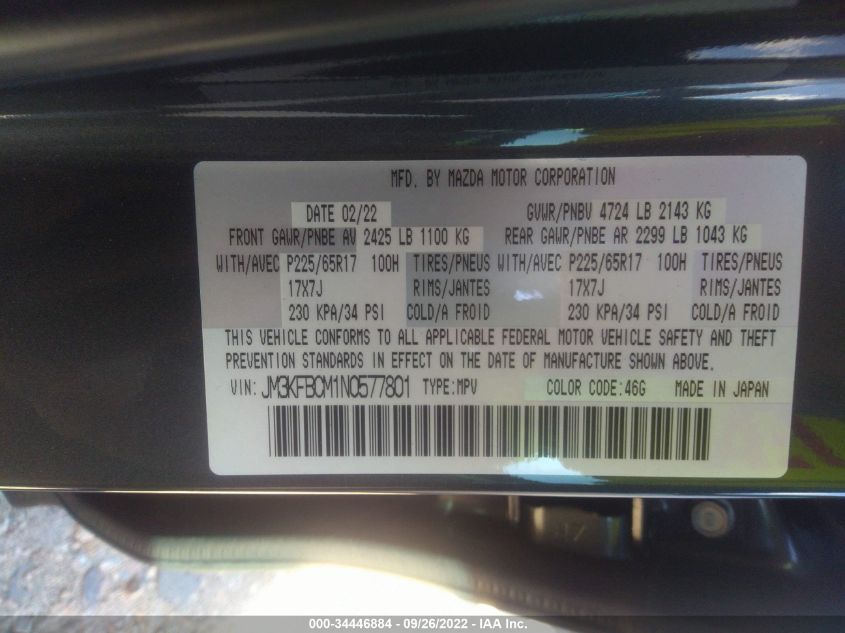 MFD. BY MAZDA MOTOR CORPORATION
DATE 02/22 GVWR/PNBV 4724 LB 2143 KG
FRONT GAWR/PNBE AV 2425 LB 1100 KG REAR GAWR/PNBE AR 2299 LB 1043 KG
WITH/AVEC P225/65R17 100H TIRES/PNEUS WITH/AVEC P225/65R17 100H TIRES/PNEUS
17X7J RIMS/JANTES 17X7J RIMS/JANTES
230 KPA/34 PSI COLD/A FROID 230 KPA/34 PSI COLD/A FROID
THIS VEHICLE CONFORMS TO ALL APPLICABLE FEDERAL MOTOR VEHICLE SAFETY AND THEFT
PREVENTION STANDARDS IN EFFECT ON THE DATE OF MANUFACTURE SHOWN ABOVE.
VIN: JM3KFBCM1N0577801 TYPE:MPV COLOR CODE:46G MADE IN JAPAN
000-34446884 - 09/26/2022 - IAA Inc.